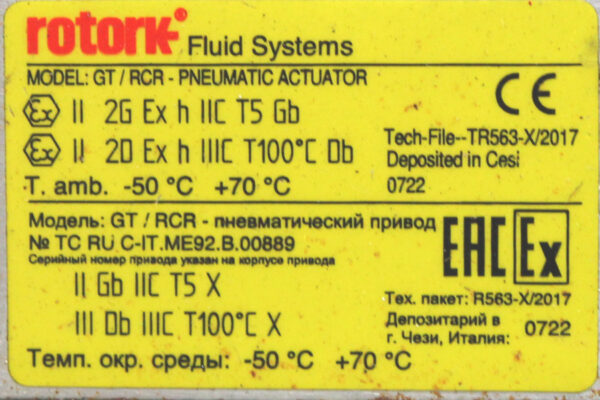 rotork Fluid Systems
MODEL: GT / RCR - PNEUMATIC ACTUATOR
CE
Ex II 2G Ex h IIC T5 Gb
Ex II 2D Ex h IIIC T100°C Db
Tech-File--TR563-X/2017
Deposited in Cesi
0722
T. amb. -50 °C +70 °C
Модель: GT / RCR - пневматический привод
№ TC RU C-IT.ME92.B.00889
Серийный номер привода указан на корпусе привода
EAC Ex
II Gb IIC T5 X
III Db IIIC T100°C X
Тех. пакет: R563-X/2017
Депозитарий в
г. Чези, Италия: 0722
Темп. окр. среды: -50 °C +70 °C